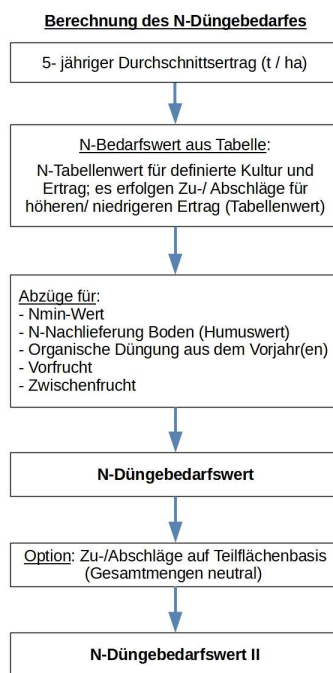 Berechnung des N-Düngebedarfes
5- jähriger Durchschnittsertrag (t / ha)
N-Bedarfswert aus Tabelle:
N-Tabellenwert für definierte Kultur und
Ertrag; es erfolgen Zu-/ Abschläge für
höheren/ niedrigeren Ertrag (Tabellenwert)
Abzüge für:
- Nmin-Wert
- N-Nachlieferung Boden (Humuswert)
- Organische Düngung aus dem Vorjahr(en)
- Vorfrucht
- Zwischenfrucht
N-Düngebedarfswert
Option: Zu-/Abschläge auf Teilflächenbasis
(Gesamtmengen neutral)
N-Düngebedarfswert II